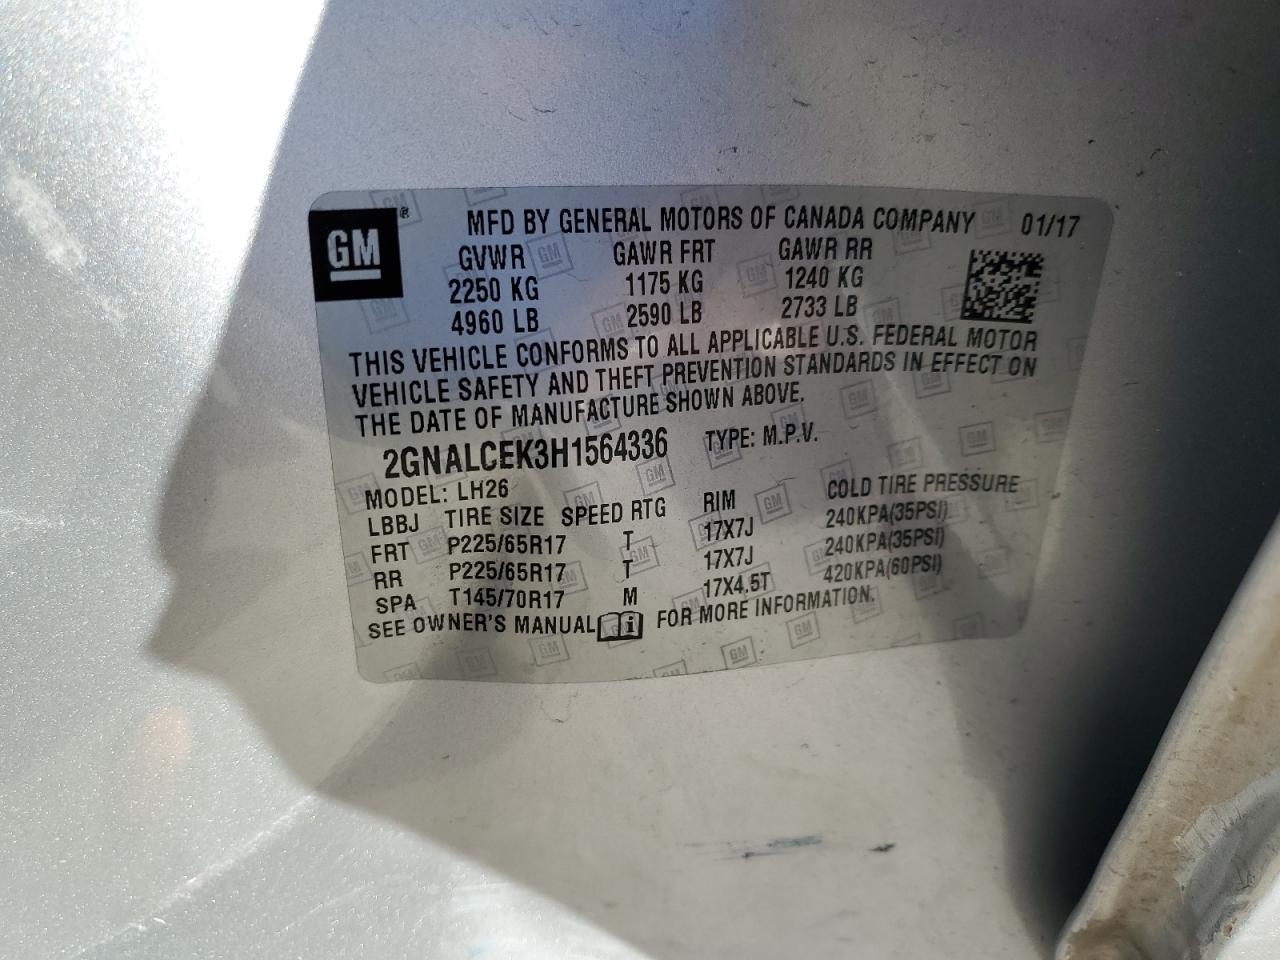 GM ® MFD BY GENERAL MOTORS OF CANADA COMPANY 01/17
GVWR GAWR FRT GAWR RR
2250 KG 1175 KG 1240 KG
4960 LB 2590 LB 2733 LB
THIS VEHICLE CONFORMS TO ALL APPLICABLE U.S. FEDERAL MOTOR
VEHICLE SAFETY AND THEFT PREVENTION STANDARDS IN EFFECT ON
THE DATE OF MANUFACTURE SHOWN ABOVE.
2GNALCEK3H1564336 TYPE: M.P.V.
MODEL: LH26
LBBJ TIRE SIZE SPEED RTG RIM COLD TIRE PRESSURE
FRT P225/65R17 T 17X7J 240KPA(35PSI)
RR P225/65R17 T 17X7J 240KPA(35PSI)
SPA T145/70R17 M 17X4.5T 420KPA(60PSI)
SEE OWNER'S MANUAL i FOR MORE INFORMATION.